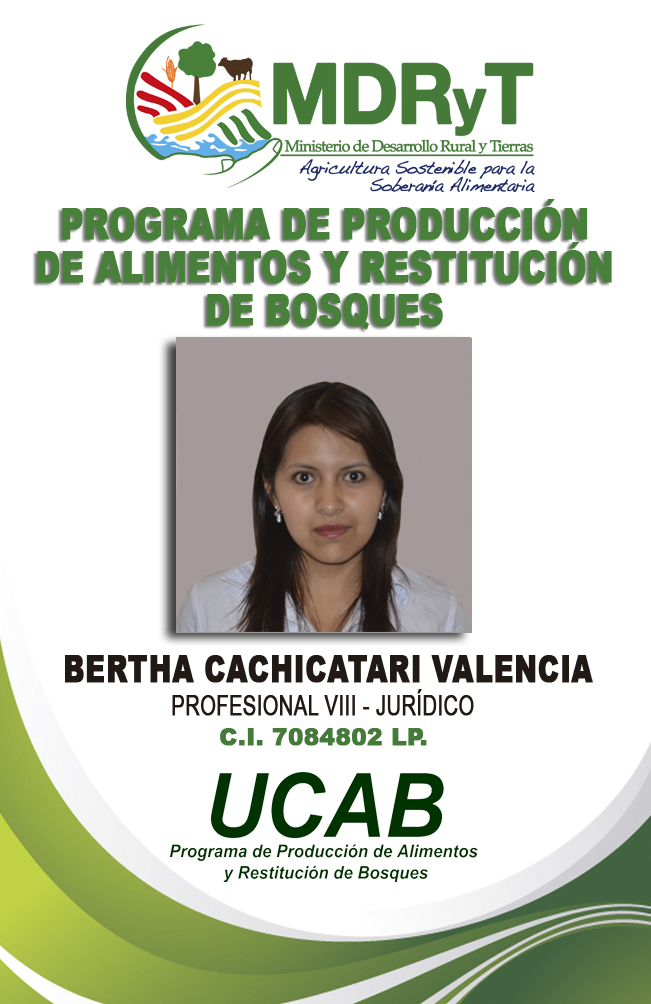 MDRyT
Ministerio de Desarrollo Rural y Tierras
Agricultura Sostenible para la
Soberanía Alimentaria
PROGRAMA DE PRODUCCIÓN
DE ALIMENTOS Y RESTITUCIÓN
DE BOSQUES
BERTHA CACHICATARI VALENCIA
PROFESIONAL VIII - JURÍDICO
C.I. 7084802 LP.
UCAB
Programa de Producción de Alimentos
y Restitución de Bosques